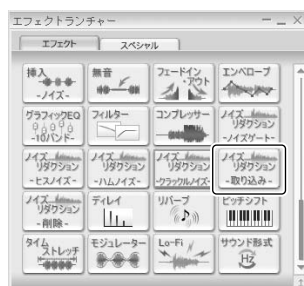 エフェクトランチャー
エフェクト スペシャル
挿入 無音 フェードイン エンベロープ
-ノイズ- ・アウト
グラフィックEQ フィルター コンプレッサー ノイズ
-10バンド- リダクション
-ノイズゲート-
ノイズ ノイズ ノイズ ノイズ
リダクション リダクション リダクション リダクション
-ヒスノイズ- -ハムノイズ- -クラックルノイズ- -取り込み-
ノイズ ディレイ リバーブ ピッチシフト
リダクション
-削除-
タイム モジュレーター Lo-Fi サウンド形式
ストレッチ Hz